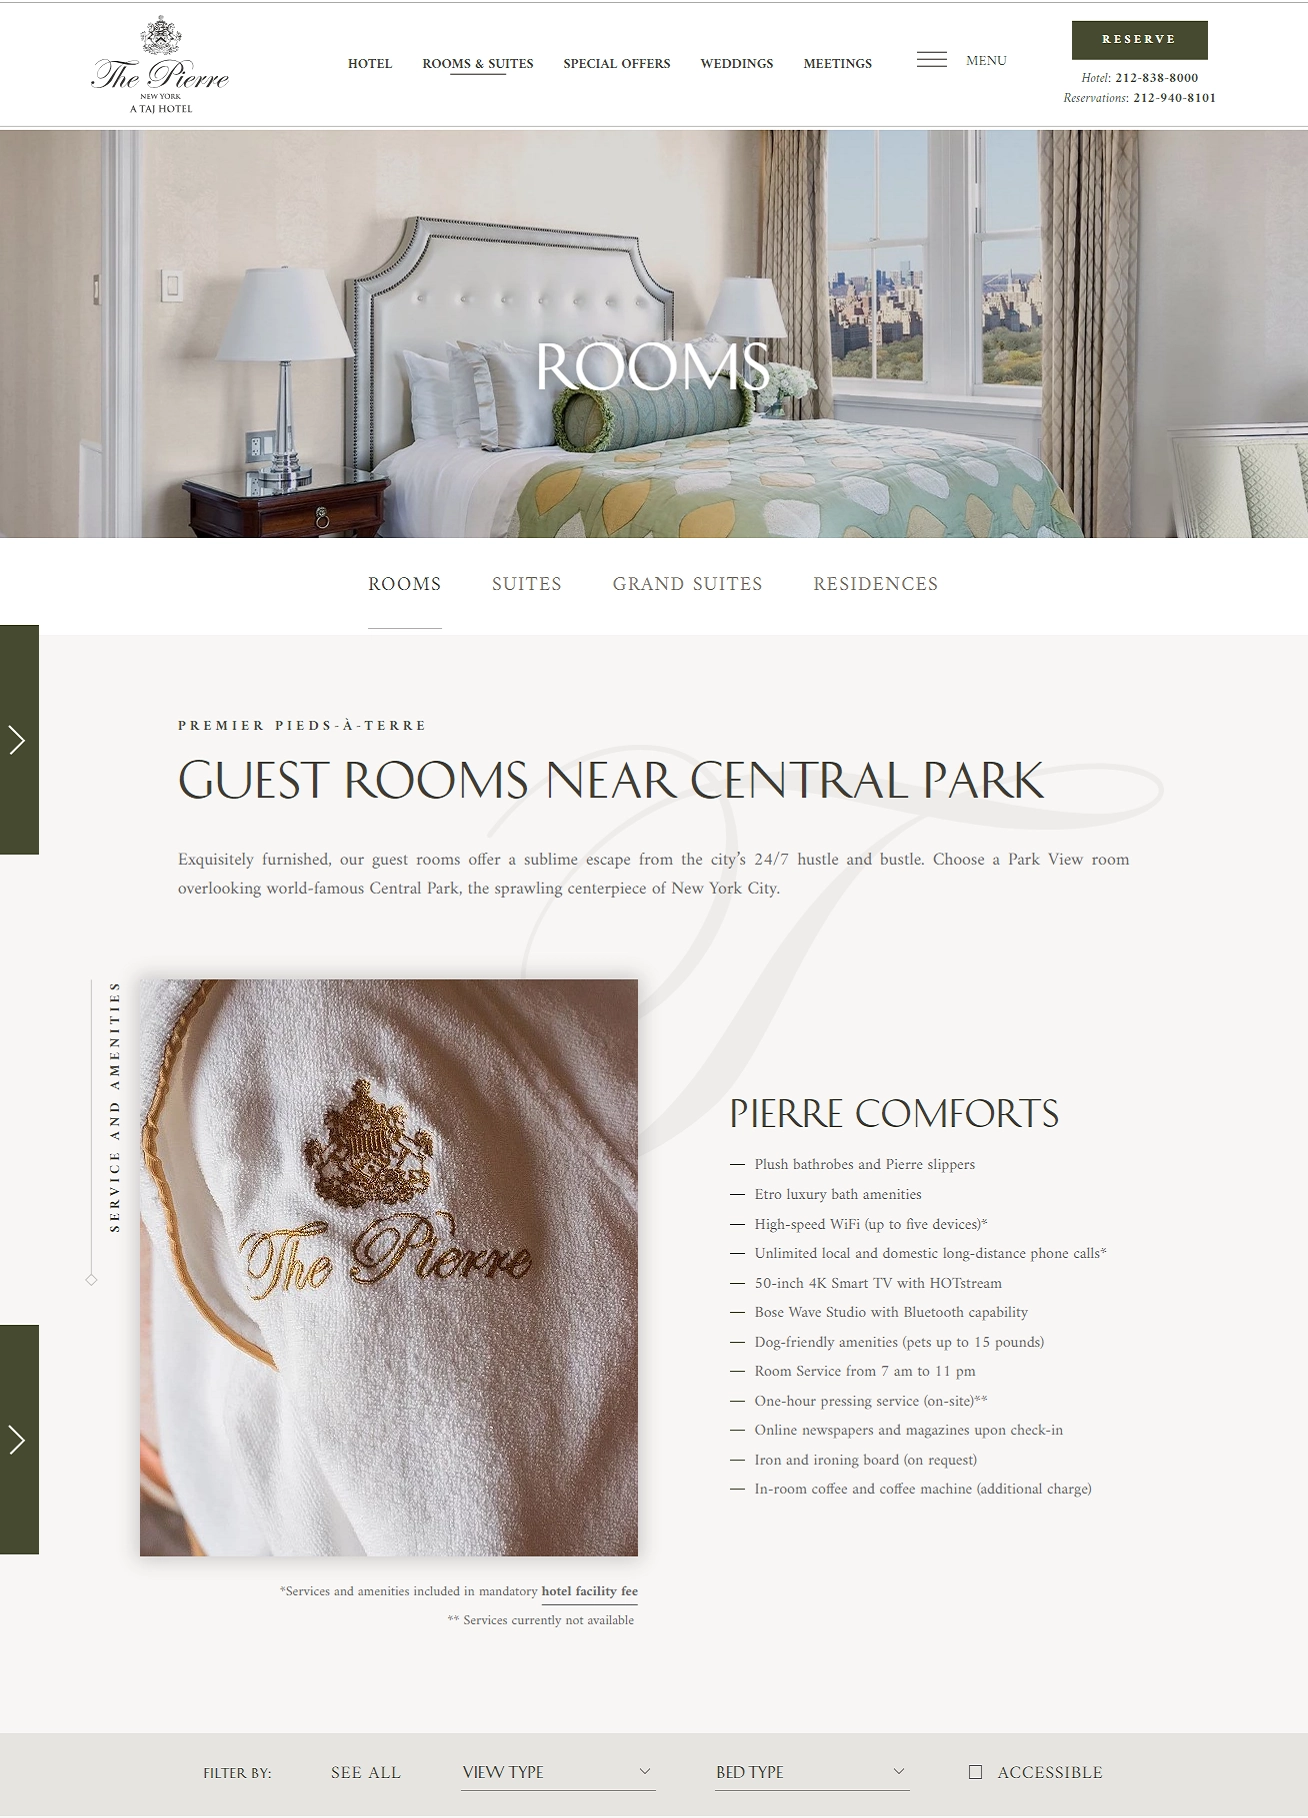 The Pierre
NEW YORK
A TAJ HOTEL
HOTEL
ROOMS & SUITES
SPECIAL OFFERS
WEDDINGS
MEETINGS
MENU
RESERVE
Hotel: 212-838-8000
Reservations: 212-940-8101
ROOMS
ROOMS
SUITES
GRAND SUITES
RESIDENCES
PREMIER PIEDS-À-TERRE
GUEST ROOMS NEAR CENTRAL PARK
Exquisitely furnished, our guest rooms offer a sublime escape from the city's 24/7 hustle and bustle. Choose a Park View room
overlooking world-famous Central Park, the sprawling centerpiece of New York City.
SERVICE AND AMENITIES
The Pierre
PIERRE COMFORTS
— Plush bathrobes and Pierre slippers
— Etro luxury bath amenities
— High-speed WiFi (up to five devices)*
— Unlimited local and domestic long-distance phone calls*
— 50-inch 4K Smart TV with HOTstream
— Bose Wave Studio with Bluetooth capability
— Dog-friendly amenities (pets up to 15 pounds)
— Room Service from 7 am to 11 pm
— One-hour pressing service (on-site)**
— Online newspapers and magazines upon check-in
— Iron and ironing board (on request)
— In-room coffee and coffee machine (additional charge)
*Services and amenities included in mandatory hotel facility fee
** Services currently not available
FILTER BY:
SEE ALL
VIEW TYPE
BED TYPE
ACCESSIBLE